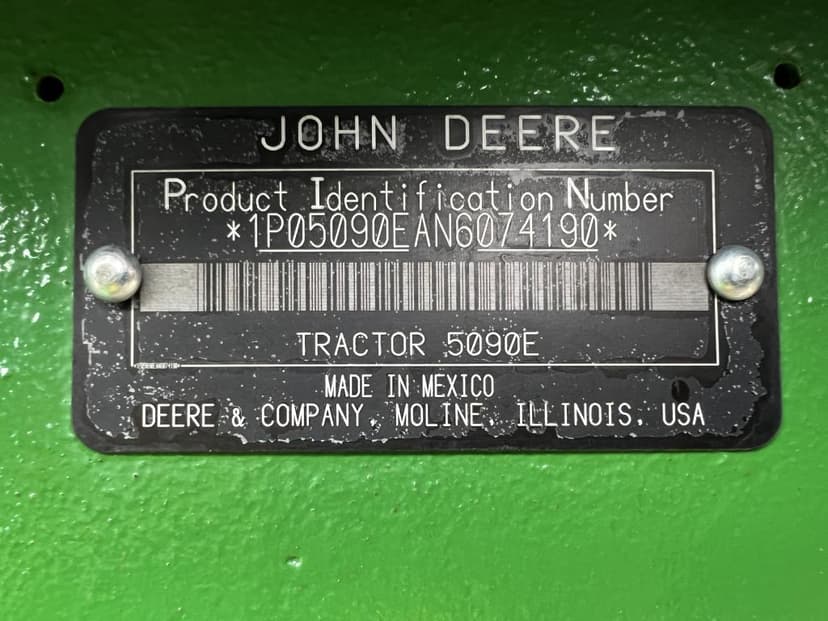 JOHN DEERE
Product Identification Number
*1P05090EAN6074190*
TRACTOR 5090E
MADE IN MEXICO
DEERE & COMPANY, MOLINE, ILLINOIS, USA